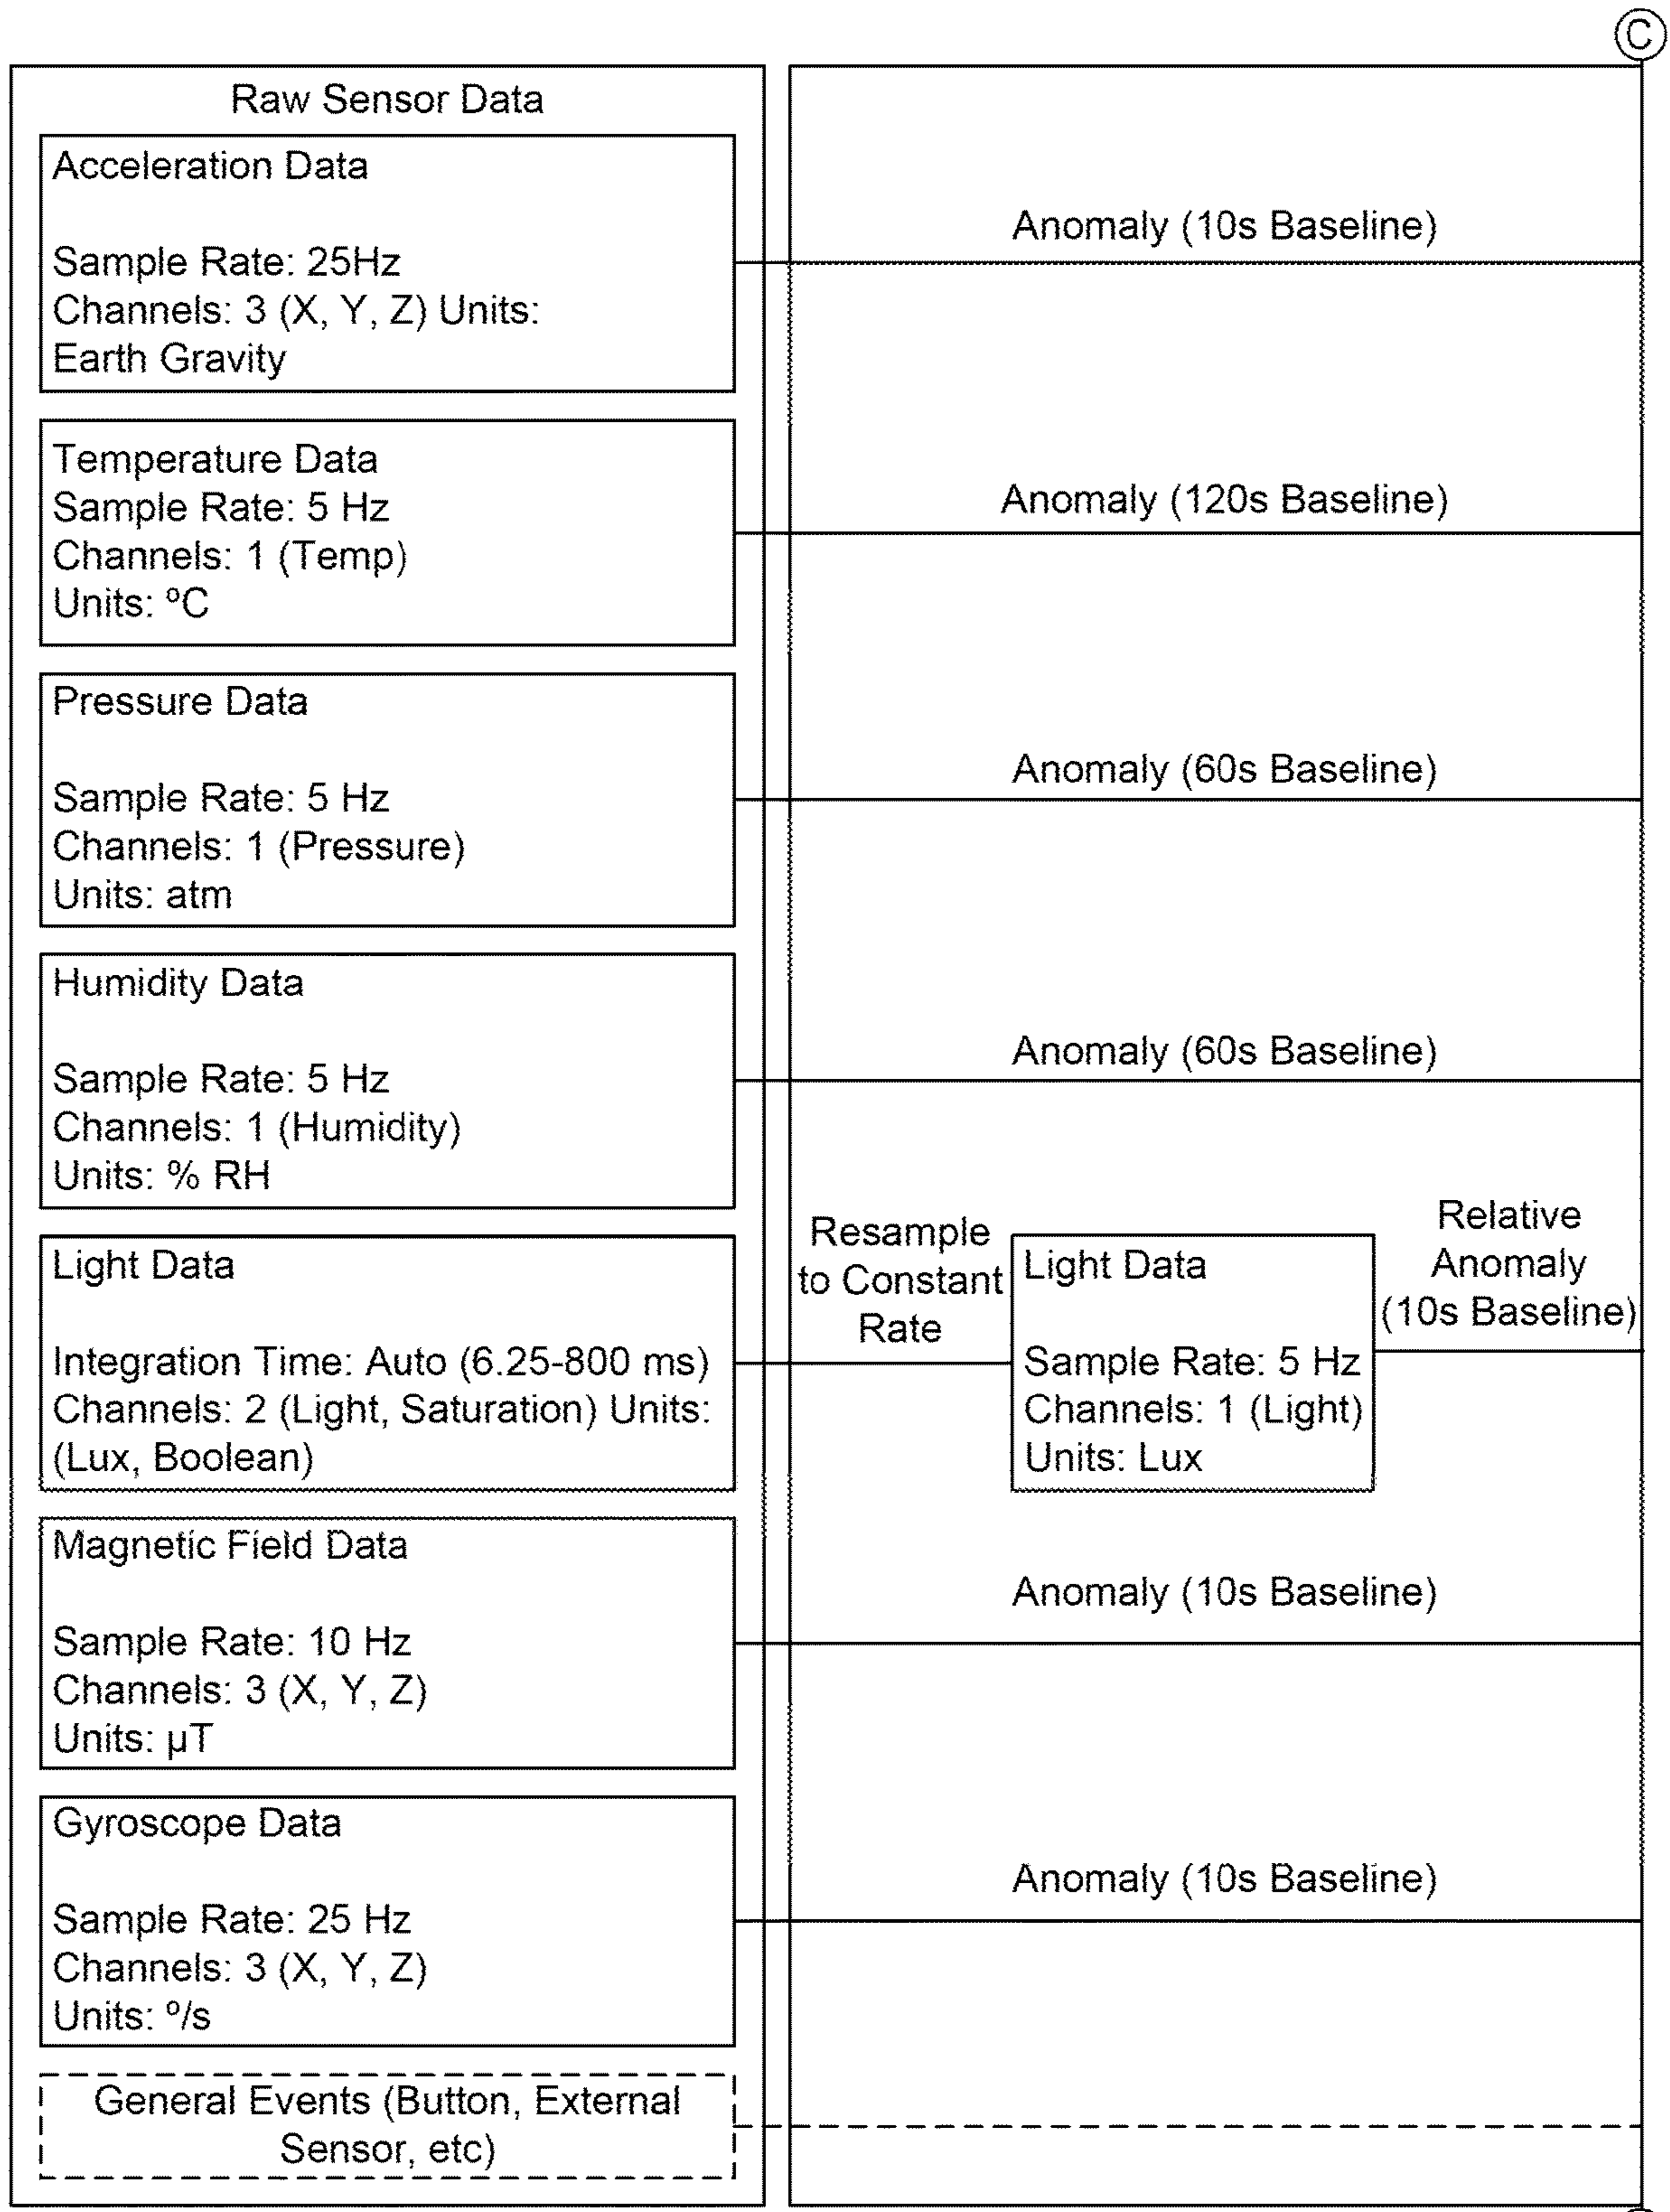 C
Raw Sensor Data
Acceleration Data
Sample Rate: 25Hz
Channels: 3 (X, Y, Z) Units:
Earth Gravity
Anomaly (10s Baseline)
Temperature Data
Sample Rate: 5 Hz
Channels: 1 (Temp)
Units: ºC
Anomaly (120s Baseline)
Pressure Data
Sample Rate: 5 Hz
Channels: 1 (Pressure)
Units: atm
Anomaly (60s Baseline)
Humidity Data
Sample Rate: 5 Hz
Channels: 1 (Humidity)
Units: % RH
Anomaly (60s Baseline)
Light Data
Integration Time: Auto (6.25-800 ms)
Channels: 2 (Light, Saturation) Units:
(Lux, Boolean)
Resample
to Constant
Rate
Light Data
Sample Rate: 5 Hz
Channels: 1 (Light)
Units: Lux
Relative
Anomaly
(10s Baseline)
Magnetic Field Data
Sample Rate: 10 Hz
Channels: 3 (X, Y, Z)
Units: µT
Anomaly (10s Baseline)
Gyroscope Data
Sample Rate: 25 Hz
Channels: 3 (X, Y, Z)
Units: º/s
Anomaly (10s Baseline)
General Events (Button, External
Sensor, etc)